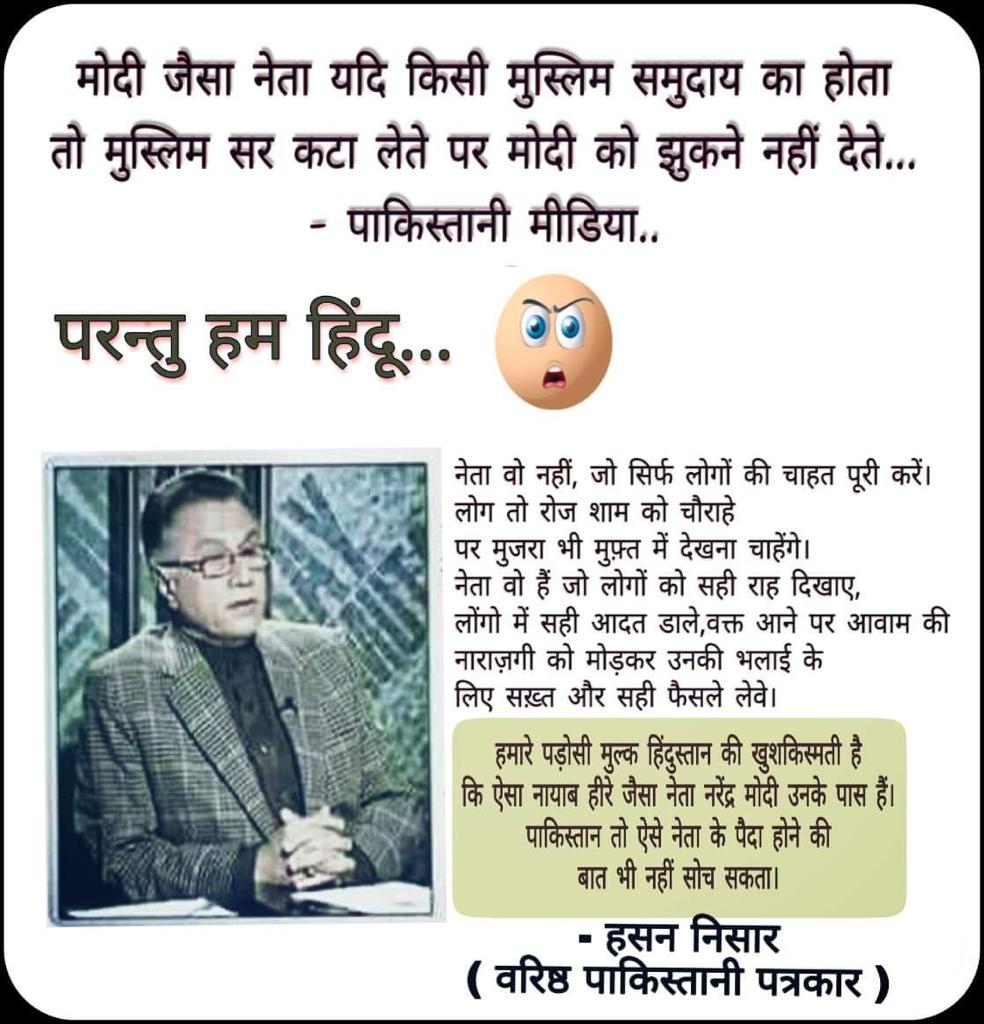 मोदी जैसा नेता यदि किसी मुस्लिम समुदाय का होता
तो मुस्लिम सर कटा लेते पर मोदी को झुकने नहीं देते...
- पाकिस्तानी मीडिया..
परन्तु हम हिंदू...
नेता वो नहीं, जो सिर्फ लोगों की चाहत पूरी करें।
लोग तो रोज शाम को चौराहे
पर मुजरा भी मुफ़्त में देखना चाहेंगे।
नेता वो हैं जो लोगों को सही राह दिखाए,
लोंगो में सही आदत डाले,वक्त आने पर आवाम की
नाराज़गी को मोड़कर उनकी भलाई के
लिए सख़्त और सही फैसले लेवे।
हमारे पड़ोसी मुल्क हिंदुस्तान की खुशकिस्मती है
कि ऐसा नायाब हीरे जैसा नेता नरेंद्र मोदी उनके पास हैं।
पाकिस्तान तो ऐसे नेता के पैदा होने की
बात भी नहीं सोच सकता।
- हसन निसार
( वरिष्ठ पाकिस्तानी पत्रकार )